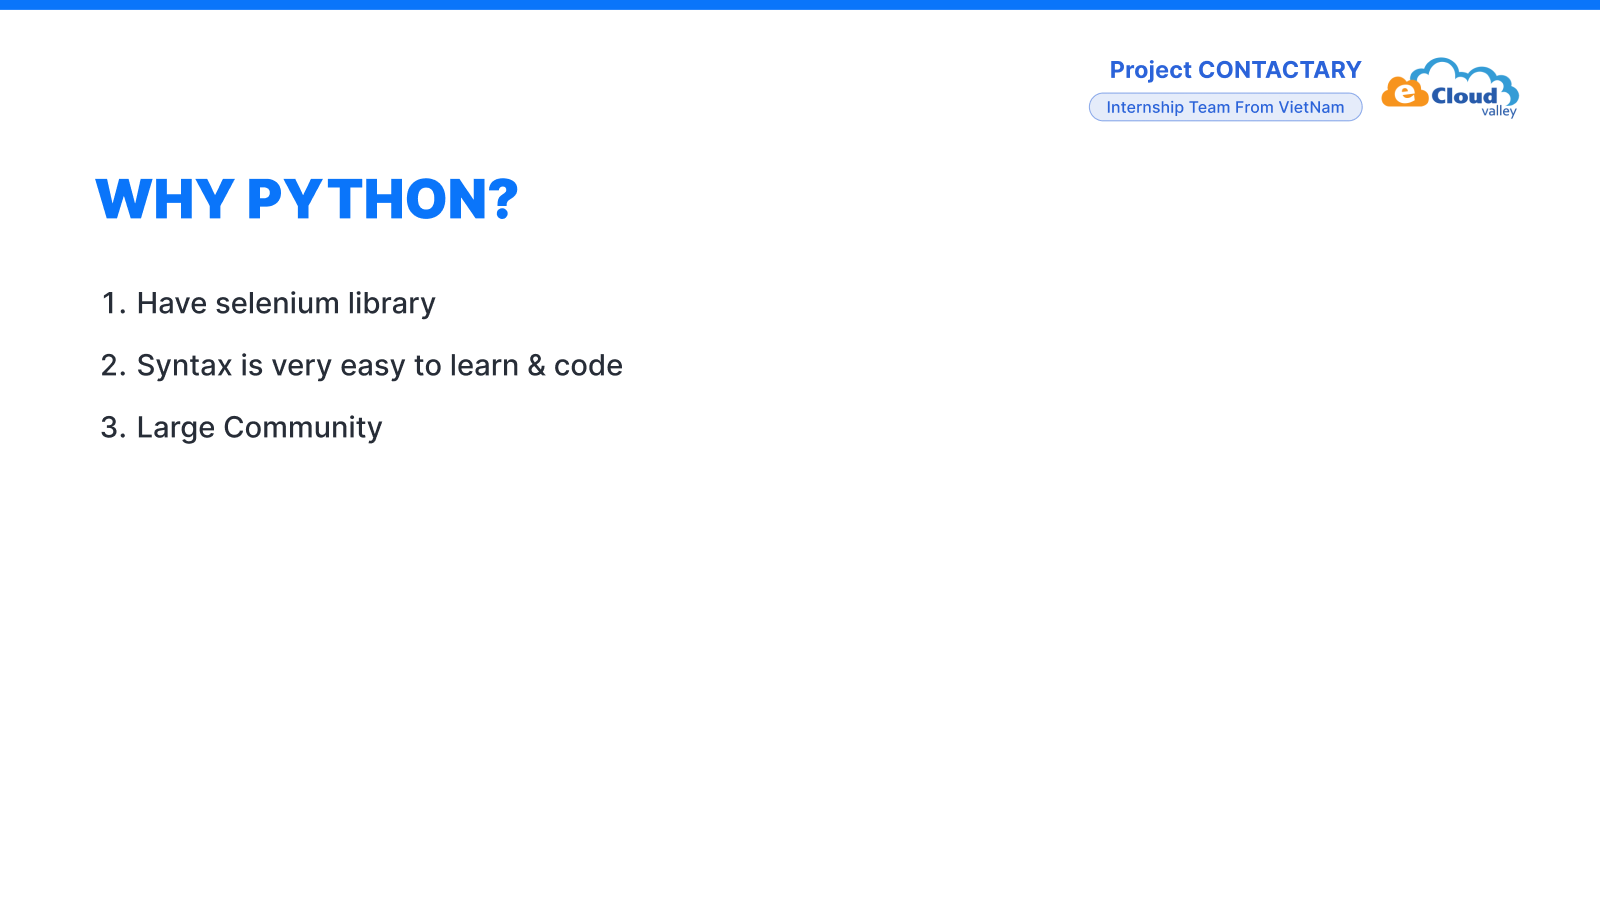 Project CONTACTARY
Internship Team From VietNam
e Cloud
valley
WHY PYTHON?
1. Have selenium library
2. Syntax is very easy to learn & code
3. Large Community